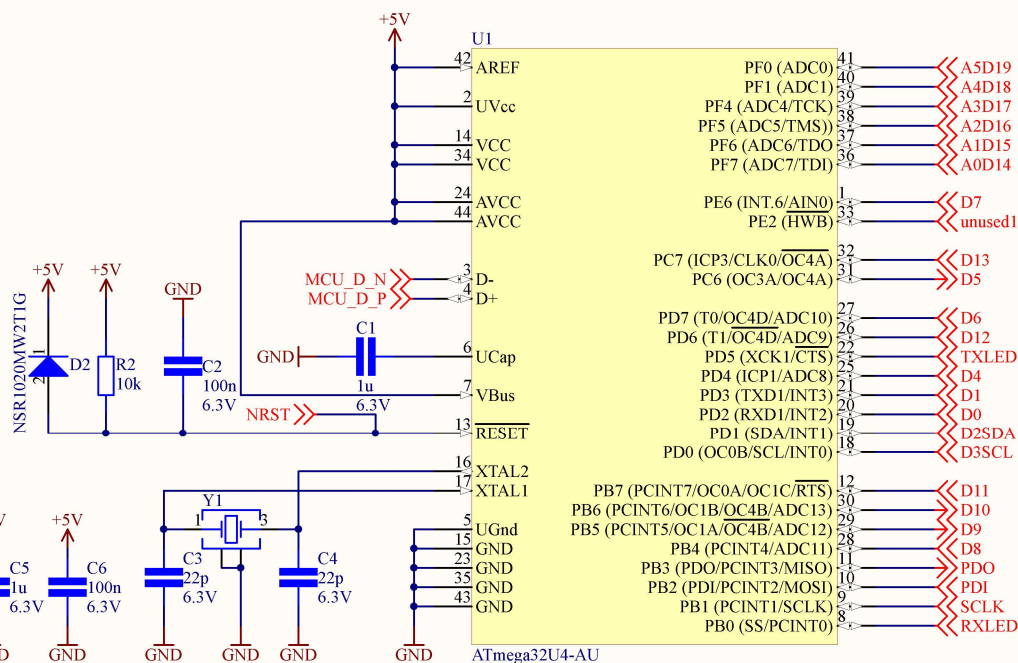 +5V
U1
42 AREF
2 UVcc
14 VCC
34 VCC
24 AVCC
44 AVCC
3 D-
4 D+
6 UCap
7 VBus
13 RESET
16 XTAL2
17 XTAL1
5 UGnd
15 GND
23 GND
35 GND
43 GND
PF0 (ADC0) 41 A5D19
PF1 (ADC1) 40 A4D18
PF4 (ADC4/TCK) 39 A3D17
PF5 (ADC5/TMS)) 38 A2D16
PF6 (ADC6/TDO 37 A1D15
PF7 (ADC7/TDI) 36 A0D14
PE6 (INT.6/AIN0) 1 D7
PE2 (HWB) 33 unused1
PC7 (ICP3/CLK0/OC4A) 32 D13
PC6 (OC3A/OC4A) 31 D5
PD7 (T0/OC4D/ADC10) 27 D6
PD6 (T1/OC4D/ADC9) 26 D12
PD5 (XCK1/CTS) 22 TXLED
PD4 (ICP1/ADC8) 25 D4
PD3 (TXD1/INT3) 21 D1
PD2 (RXD1/INT2) 20 D0
PD1 (SDA/INT1) 19 D2SDA
PD0 (OC0B/SCL/INT0) 18 D3SCL
PB7 (PCINT7/OC0A/OC1C/RTS) 12 D11
PB6 (PCINT6/OC1B/OC4B/ADC13) 30 D10
PB5 (PCINT5/OC1A/OC4B/ADC12) 29 D9
PB4 (PCINT4/ADC11) 28 D8
PB3 (PDO/PCINT3/MISO) 11 PDO
PB2 (PDI/PCINT2/MOSI) 10 PDI
PB1 (PCINT1/SCLK) 9 SCLK
PB0 (SS/PCINT0) 8 RXLED
ATmega32U4-AU
MCU_D_N
MCU_D_P
GND
C1
1u
6.3V
NRST
+5V
+5V
GND
NSR1020MW2T1G
1
2
D2
R2
10k
C2
100n
6.3V
Y1
1
3
C3
22p
6.3V
C4
22p
6.3V
C5
1u
6.3V
+5V
C6
100n
6.3V
GND
GND
GND
GND
GND